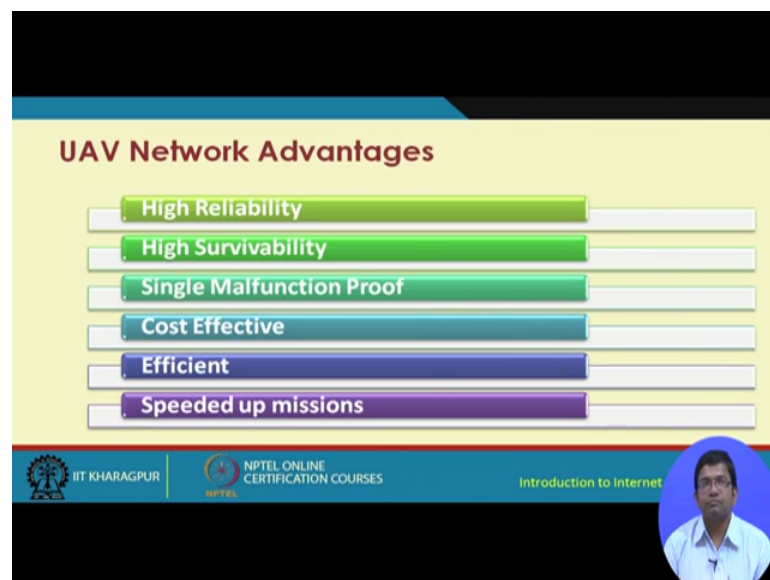 UAV Network Advantages
High Reliability
High Survivability
Single Malfunction Proof
Cost Effective
Efficient
Speeded up missions
IIT KHARAGPUR
NPTEL
NPTEL ONLINE
CERTIFICATION COURSES
Introduction to Internet